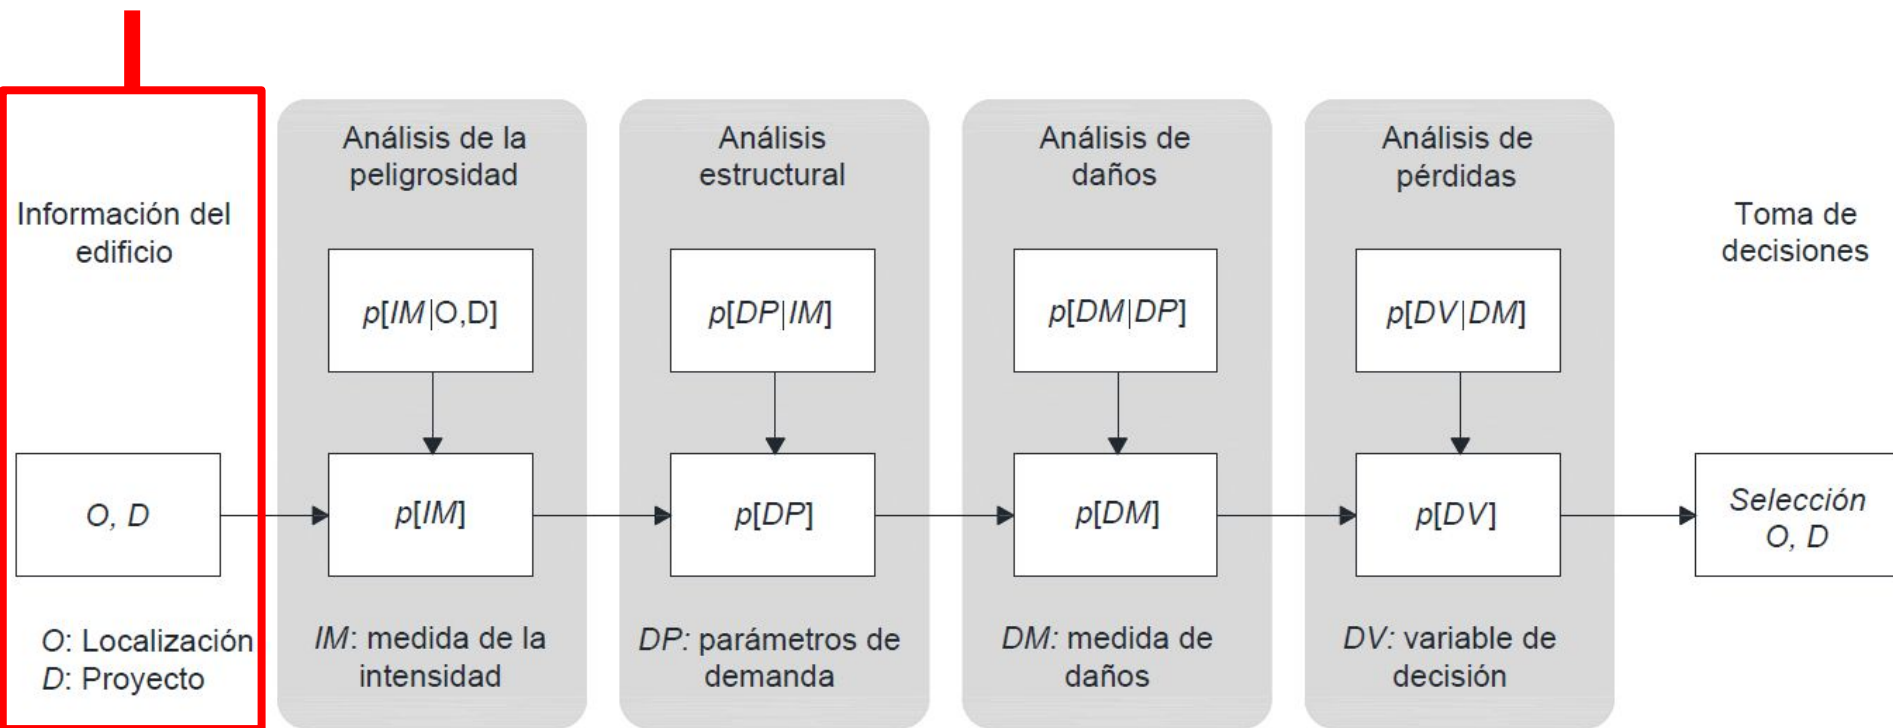 Información del
edificio
O, D
O: Localización
D: Proyecto
Análisis de la
peligrosidad
p[IM|O,D]
p[IM]
IM: medida de la
intensidad
Análisis
estructural
p[DP|IM]
p[DP]
DP: parámetros de
demanda
Análisis de
daños
p[DM|DP]
p[DM]
DM: medida de
daños
Análisis de
pérdidas
p[DV|DM]
p[DV]
DV: variable de
decisión
Toma de
decisiones
Selección
O, D